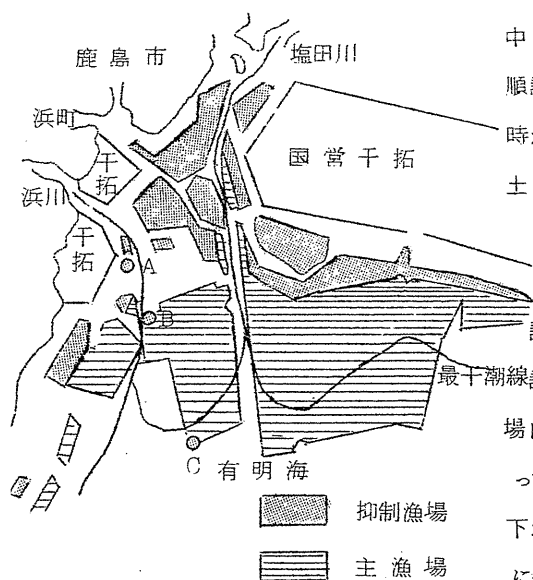 鹿島市
塩田川
浜町
干拓
国営干拓
浜川
干拓
A
B
最干潮線
C
有明海
抑制漁場
主漁場
中
順
時
土
場
っ
下
に